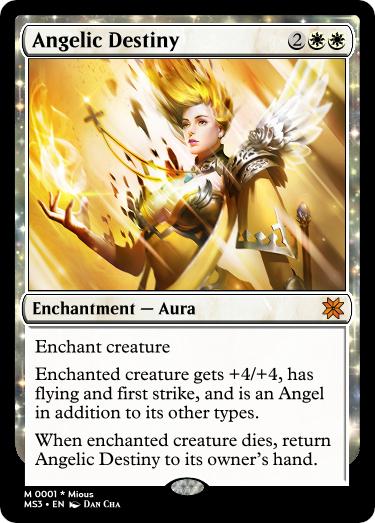 Angelic Destiny 2
Enchantment — Aura
Enchant creature
Enchanted creature gets +4/+4, has
flying and first strike, and is an Angel
in addition to its other types.
When enchanted creature dies, return
Angelic Destiny to its owner's hand.
M 0001 * Mious
MS3 • EN Dan Cha